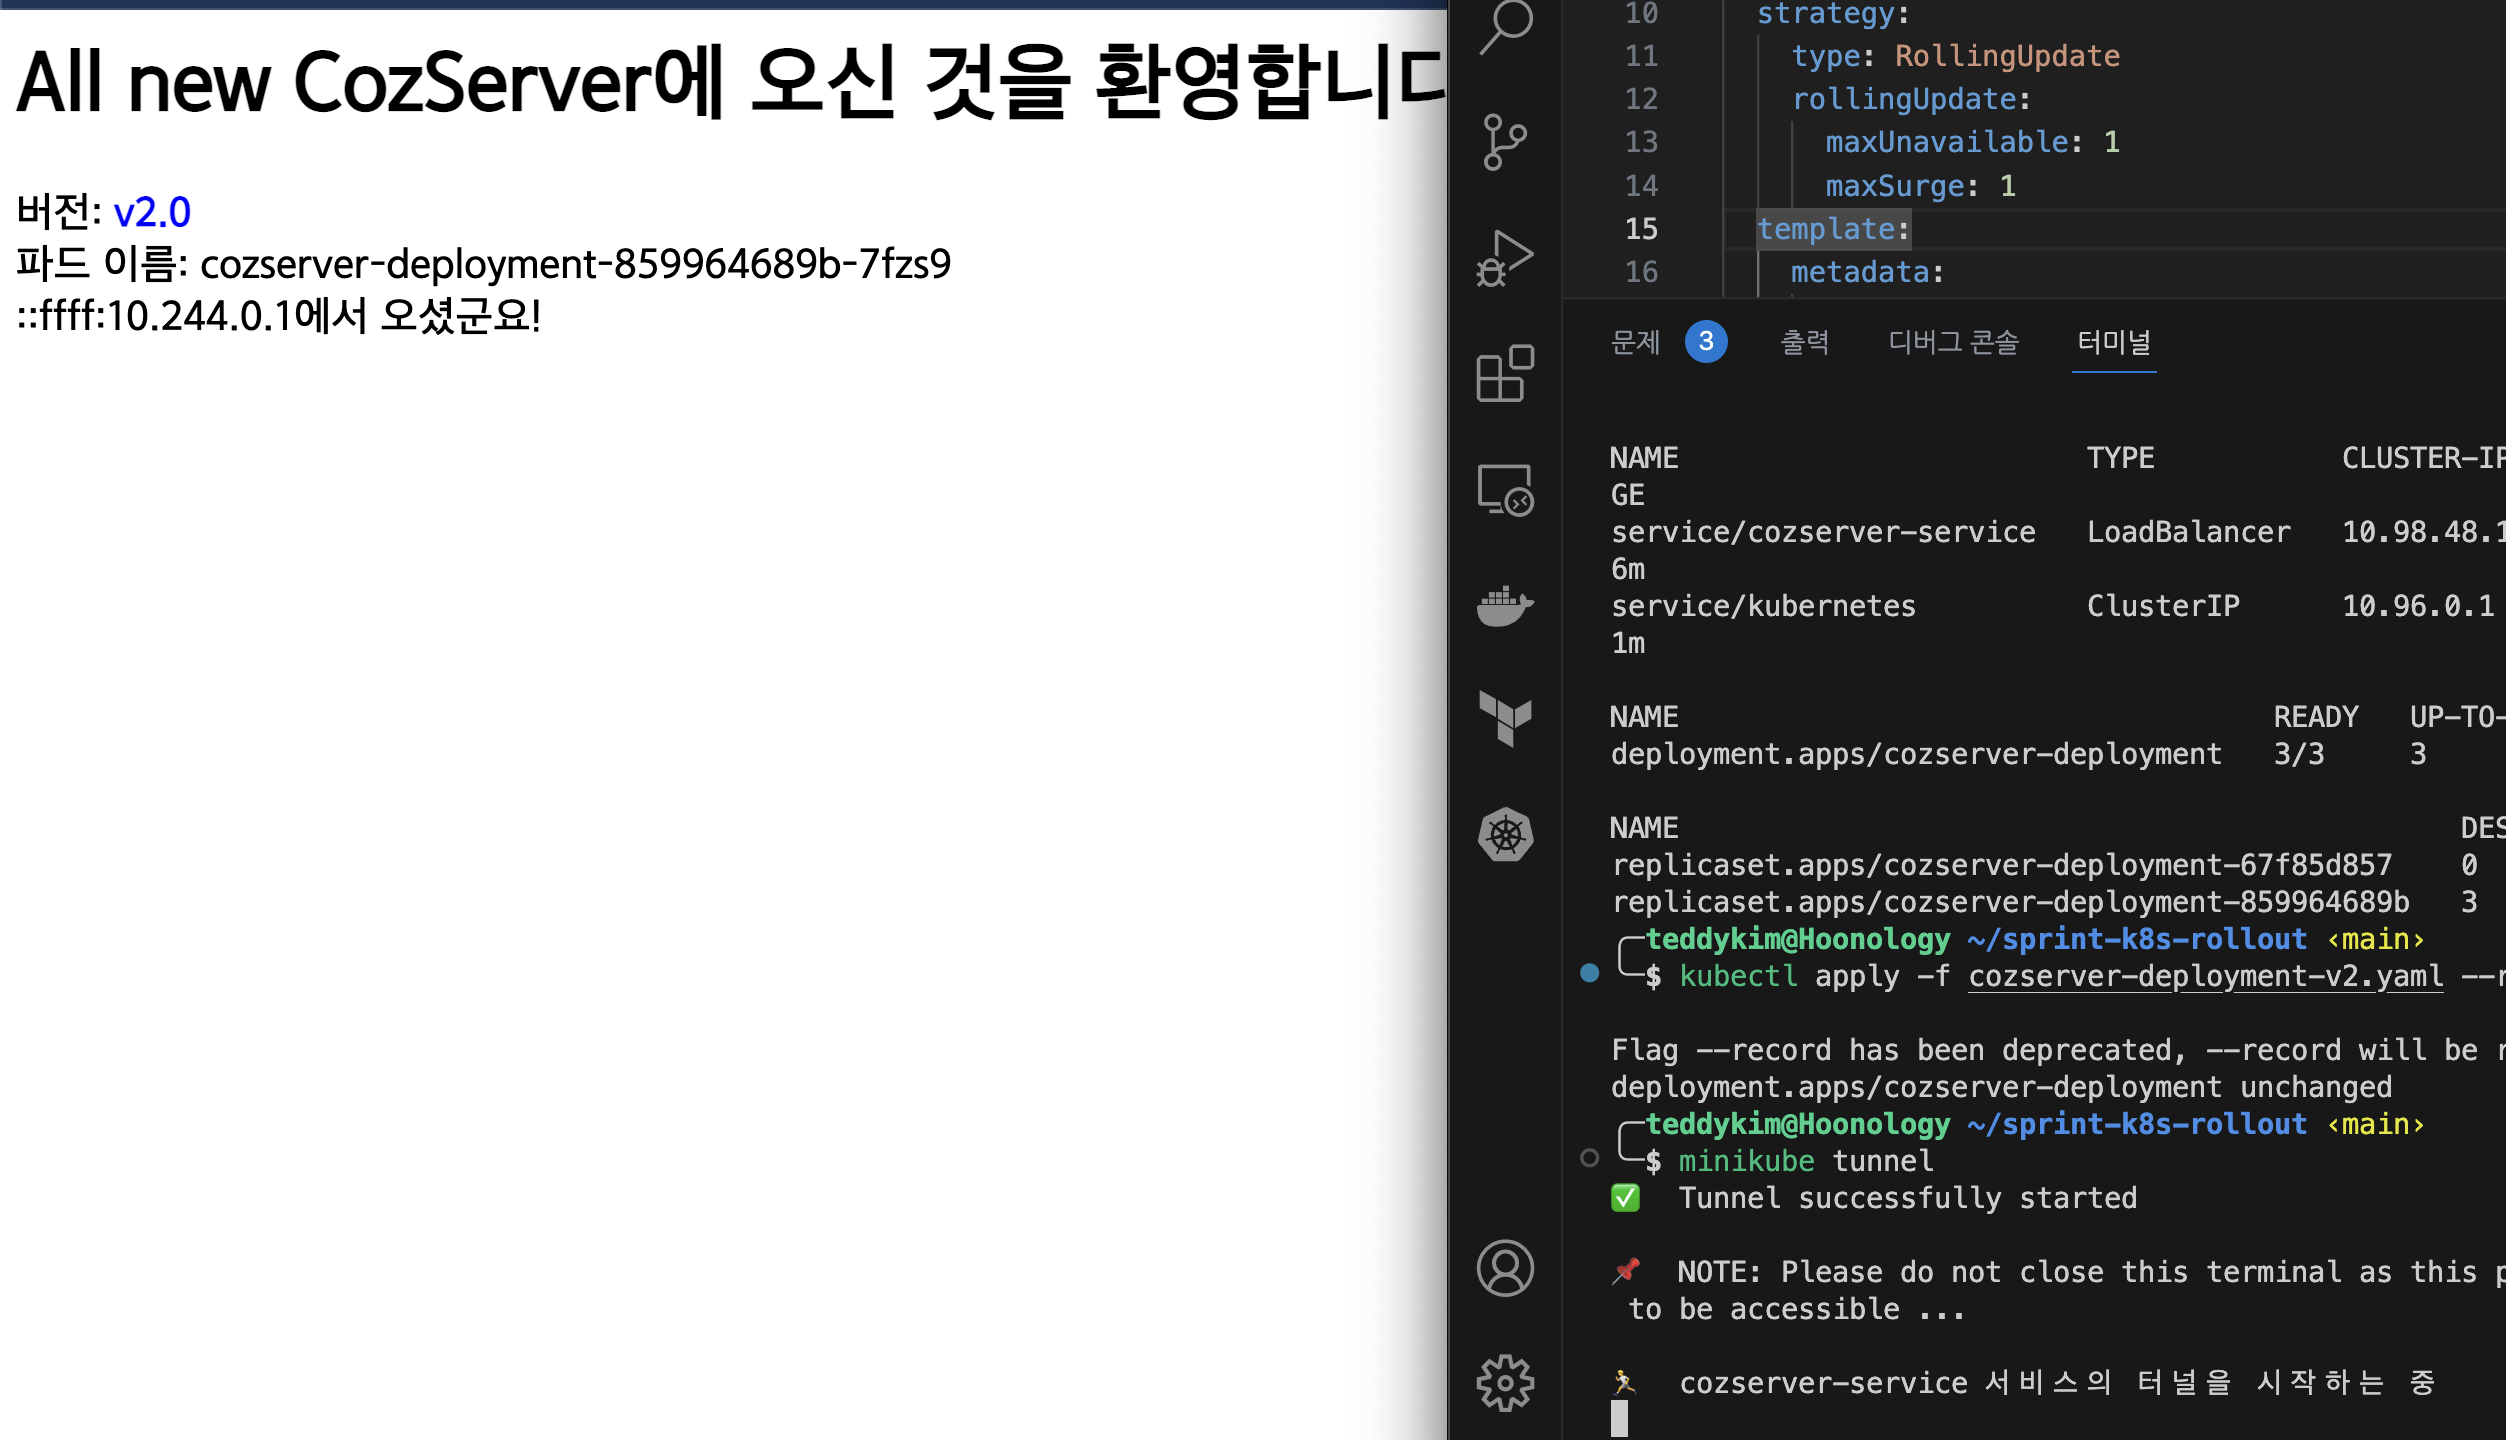 All new CozServer에 오신 것을 환영합니다
버전: v2.0
파드 이름: cozserver-deployment-859964689b-7fzs9
::ffff:10.244.0.1에서 오셨군요!
10 strategy:
11 type: RollingUpdate
12 rollingUpdate:
13 maxUnavailable: 1
14 maxSurge: 1
15 template:
16 metadata:
문제 3 출력 디버그 콘솔 터미널
NAME TYPE CLUSTER-IP
GE
service/cozserver-service LoadBalancer 10.98.48.1
6m
service/kubernetes ClusterIP 10.96.0.1
1m
NAME READY UP-TO-
deployment.apps/cozserver-deployment 3/3 3
NAME DES
replicaset.apps/cozserver-deployment-67f85d857 0
replicaset.apps/cozserver-deployment-859964689b 3
teddykim@Hoonology ~/sprint-k8s-rollout ‹main›
$ kubectl apply -f cozserver-deployment-v2.yaml --r
Flag --record has been deprecated, --record will be r
deployment.apps/cozserver-deployment unchanged
teddykim@Hoonology ~/sprint-k8s-rollout ‹main›
$ minikube tunnel
✅ Tunnel successfully started
📌 NOTE: Please do not close this terminal as this p
to be accessible ...
🏃 cozserver-service 서비스의 터널을 시작하는 중